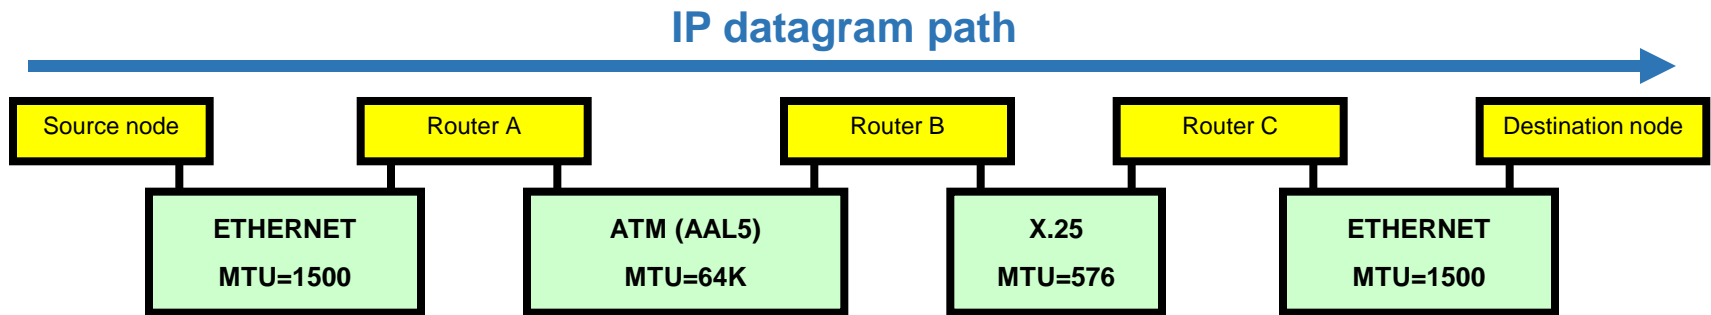 IP datagram path
Source node
Router A
Router B
Router C
Destination node
ETHERNET
MTU=1500
ATM (AAL5)
MTU=64K
X.25
MTU=576
ETHERNET
MTU=1500